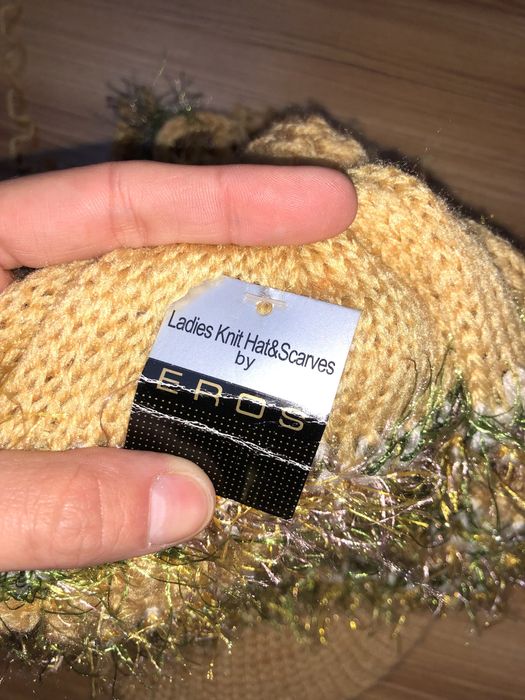 Ladies Knit Hat&Scarves
by
EROS